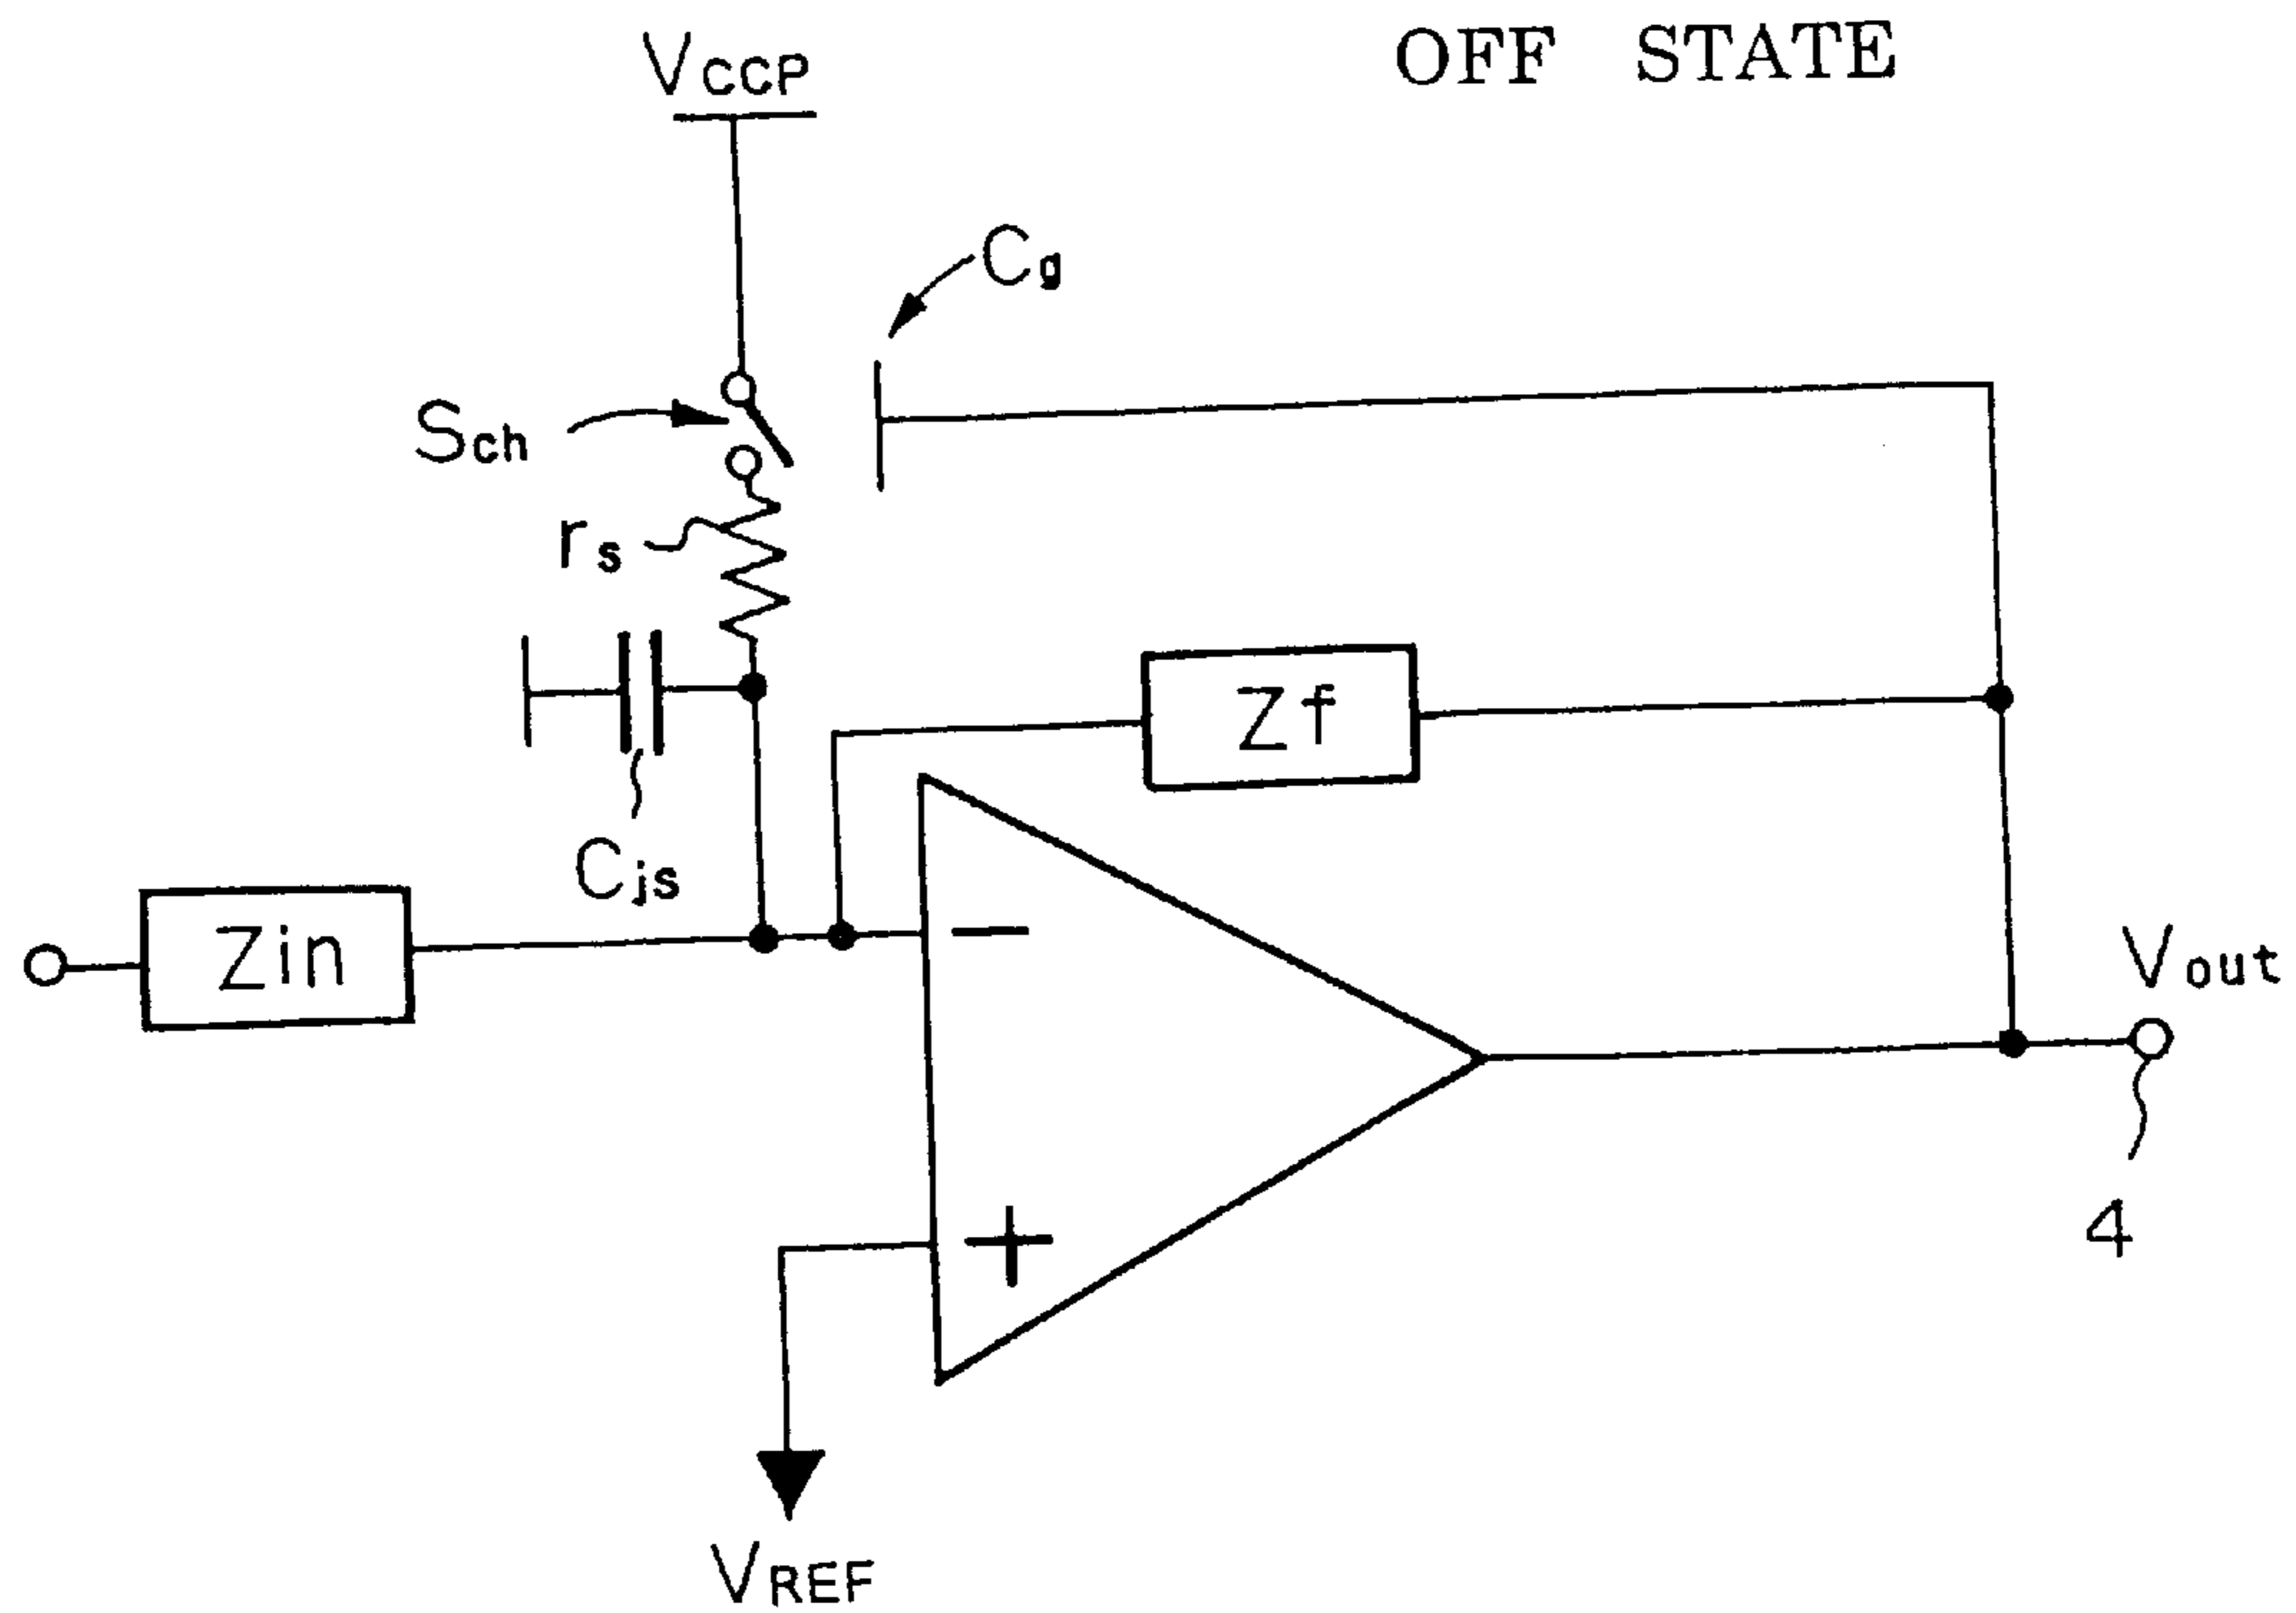 OFF STATE
VCCP
Cg
Sch
rs
Zf
Cjs
Zin
−
Vout
+
4
VREF